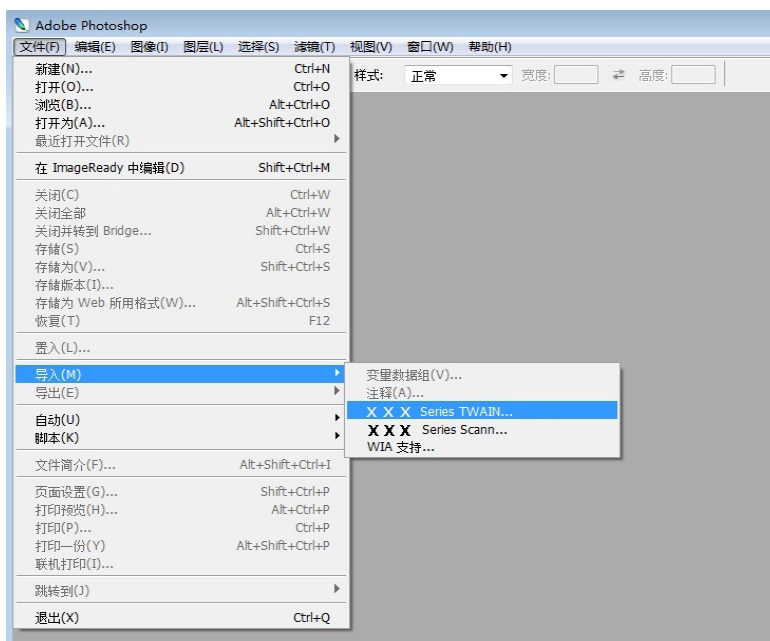 Adobe Photoshop
文件(F) 编辑(E) 图像(I) 图层(L) 选择(S) 滤镜(T) 视图(V) 窗口(W) 帮助(H)
样式: 正常 宽度: 高度:
新建(N)... Ctrl+N
打开(O)... Ctrl+O
浏览(B)... Alt+Ctrl+O
打开为(A)... Alt+Shift+Ctrl+O
最近打开文件(R)
在 ImageReady 中编辑(D) Shift+Ctrl+M
关闭(C) Ctrl+W
关闭全部 Alt+Ctrl+W
关闭并转到 Bridge... Shift+Ctrl+W
存储(S) Ctrl+S
存储为(V)... Shift+Ctrl+S
存储版本(I)...
存储为 Web 所用格式(W)... Alt+Shift+Ctrl+S
恢复(T) F12
置入(L)...
导入(M)
导出(E)
自动(U)
脚本(K)
文件简介(F)... Alt+Shift+Ctrl+I
页面设置(G)... Shift+Ctrl+P
打印预览(H)... Alt+Ctrl+P
打印(P)... Ctrl+P
打印一份(Y) Alt+Shift+Ctrl+P
联机打印(I)...
跳转到(J)
退出(X) Ctrl+Q
变量数据组(V)...
注释(A)...
X X X Series TWAIN...
X X X Series Scann...
WIA 支持...